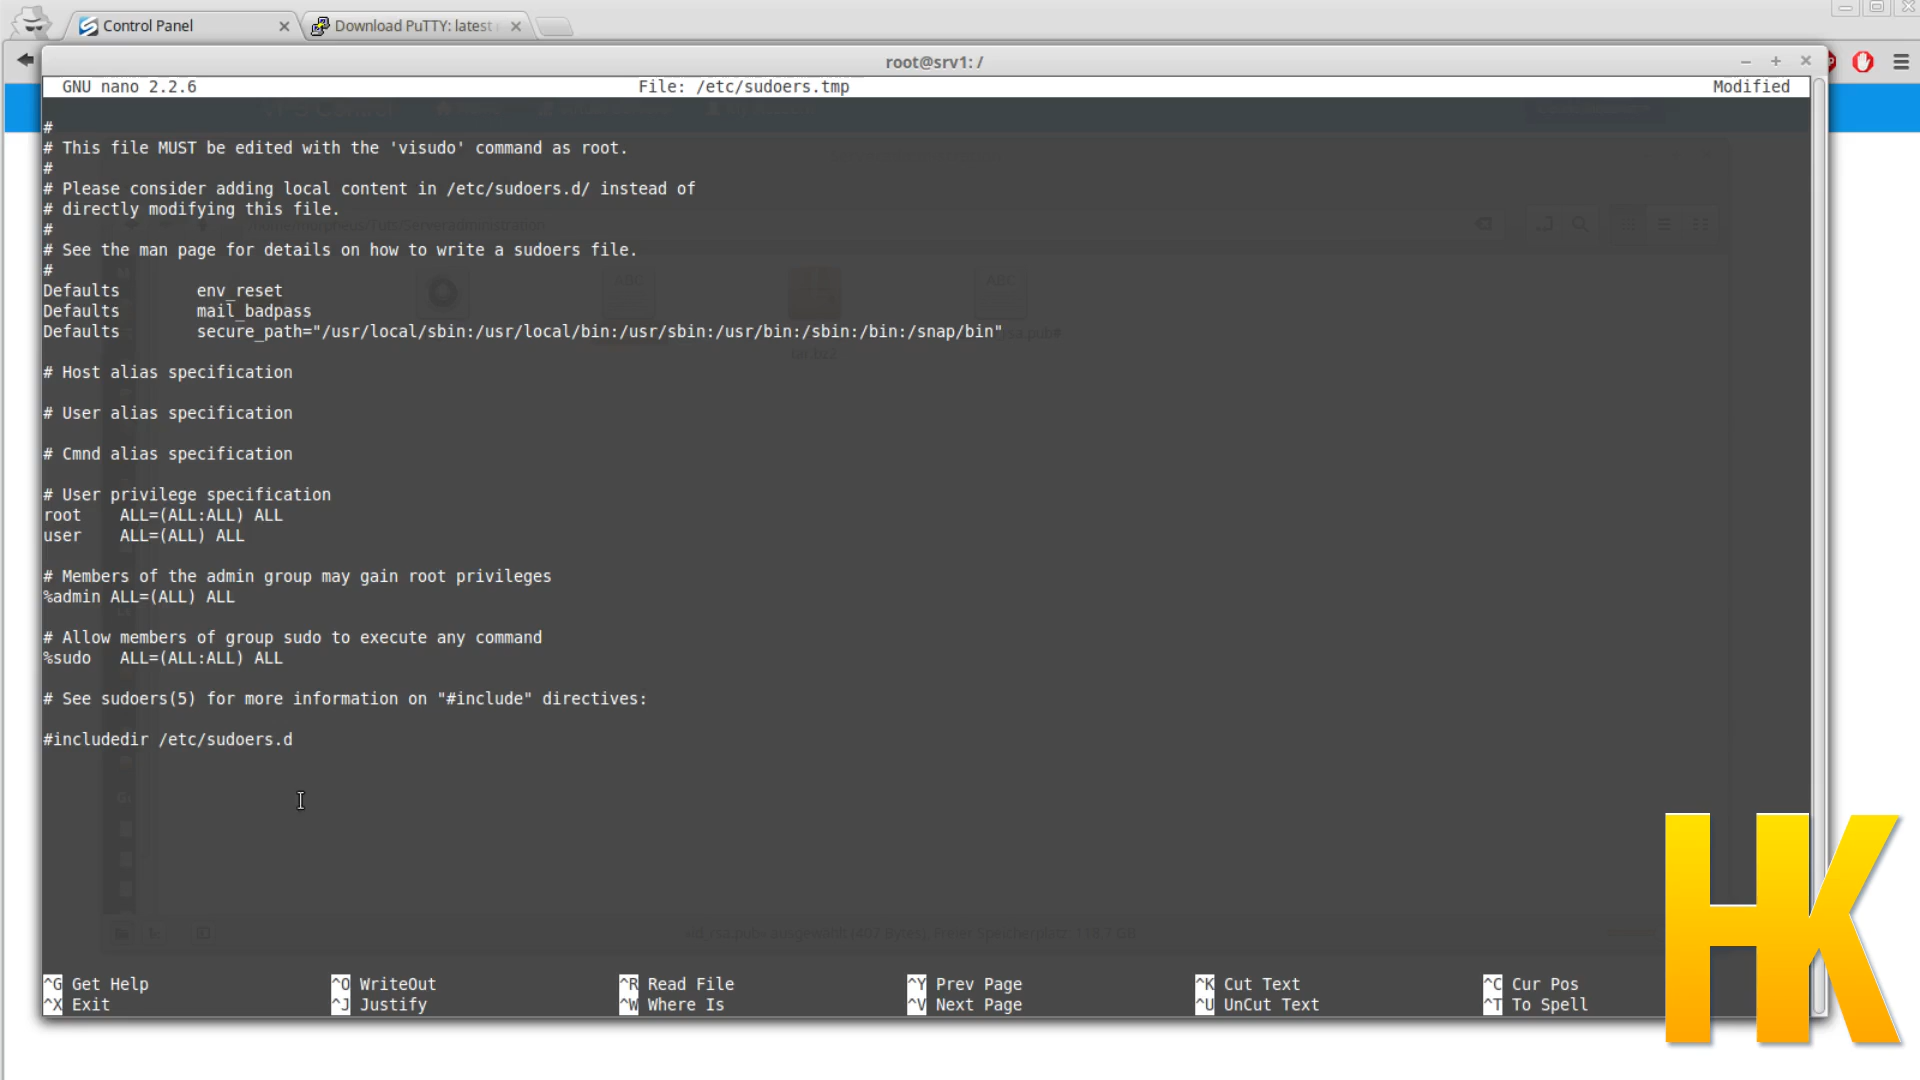 Control Panel
Download PuTTY: latest
root@srv1: /
GNU nano 2.2.6 File: /etc/sudoers.tmp Modified
#
# This file MUST be edited with the 'visudo' command as root.
#
# Please consider adding local content in /etc/sudoers.d/ instead of
# directly modifying this file.
#
# See the man page for details on how to write a sudoers file.
#
Defaults env_reset
Defaults mail_badpass
Defaults secure_path="/usr/local/sbin:/usr/local/bin:/usr/sbin:/usr/bin:/sbin:/bin:/snap/bin"
# Host alias specification
# User alias specification
# Cmnd alias specification
# User privilege specification
root ALL=(ALL:ALL) ALL
user ALL=(ALL) ALL
# Members of the admin group may gain root privileges
%admin ALL=(ALL) ALL
# Allow members of group sudo to execute any command
%sudo ALL=(ALL:ALL) ALL
# See sudoers(5) for more information on "#include" directives:
#includedir /etc/sudoers.d
^G Get Help ^O WriteOut ^R Read File ^Y Prev Page ^K Cut Text ^C Cur Pos
^X Exit ^J Justify ^W Where Is ^V Next Page ^U UnCut Text ^T To Spell
HK